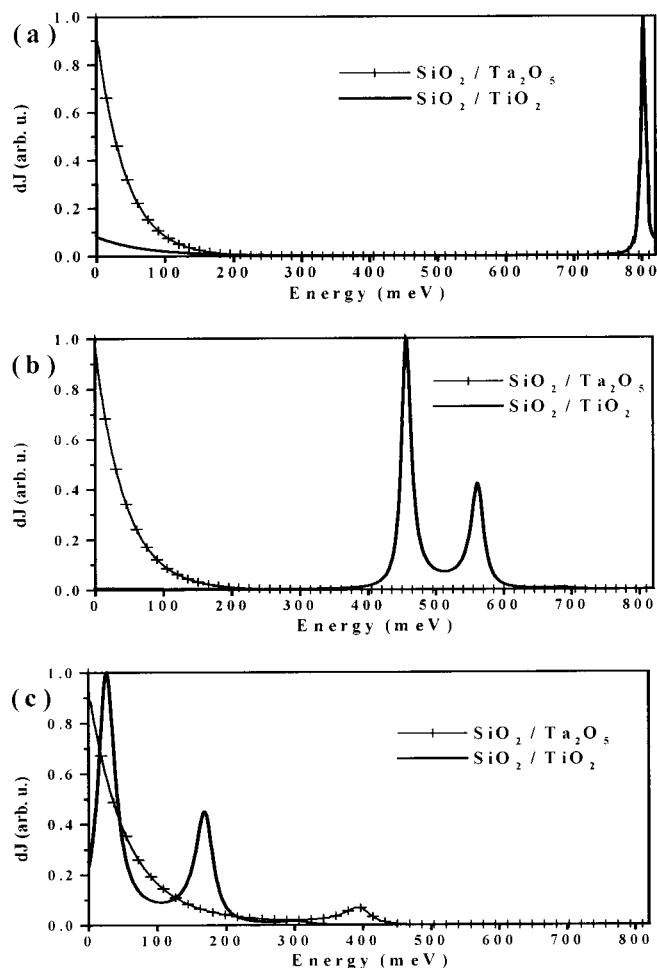 (a)
1.0
0.8
0.6
0.4
0.2
0.0
dJ (arb. u.)
SiO₂ / Ta₂O₅
SiO₂ / TiO₂
0 100 200 300 400 500 600 700 800
Energy (meV)
(b)
1.0
0.8
0.6
0.4
0.2
0.0
dJ (arb. u.)
SiO₂ / Ta₂O₅
SiO₂ / TiO₂
0 100 200 300 400 500 600 700 800
Energy (meV)
(c)
1.0
0.8
0.6
0.4
0.2
0.0
dJ (arb. u.)
SiO₂ / Ta₂O₅
SiO₂ / TiO₂
0 100 200 300 400 500 600 700 800
Energy (meV)